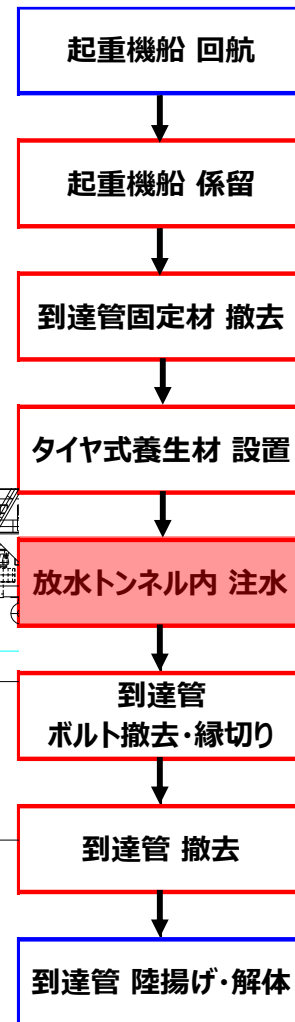 起重機船 回航
起重機船 係留
到達管固定材 撤去
タイヤ式養生材 設置
放水トンネル内 注水
到達管
ボルト撤去・縁切り
到達管 撤去
到達管 陸揚げ・解体